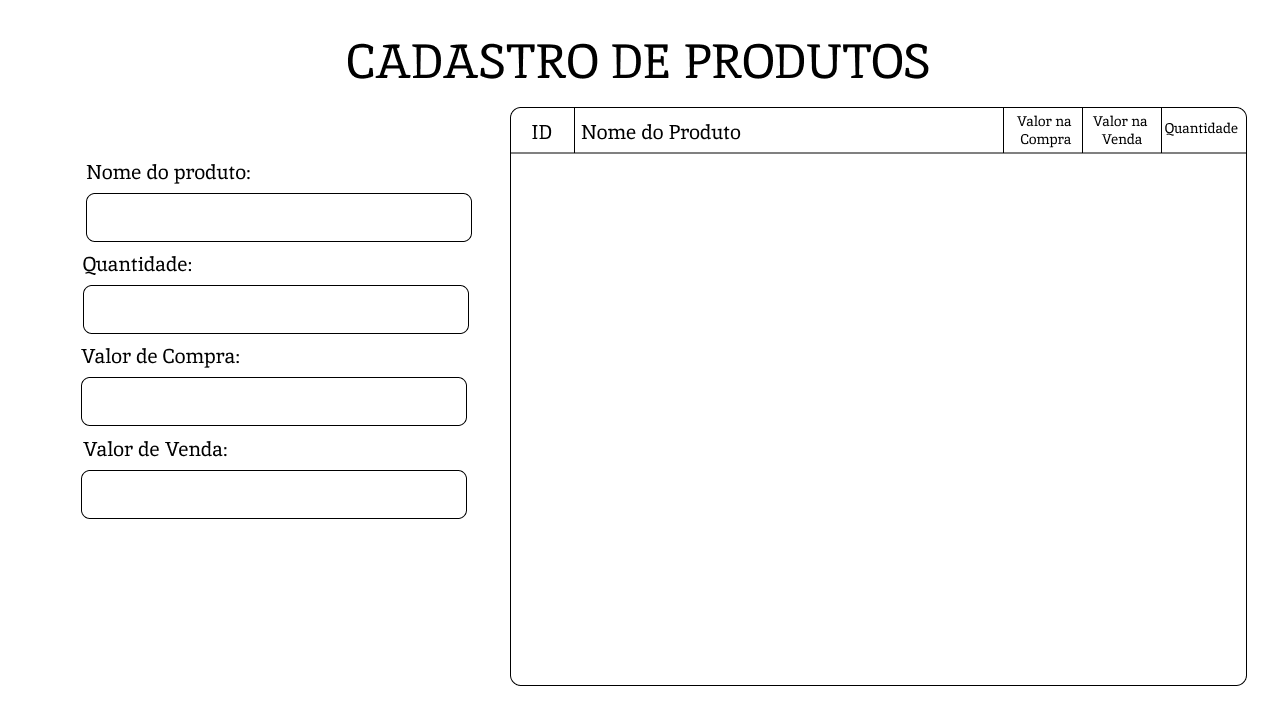 CADASTRO DE PRODUTOS
Nome do produto:
Quantidade:
Valor de Compra:
Valor de Venda:
ID
Nome do Produto
Valor na
Compra
Valor na
Venda
Quantidade